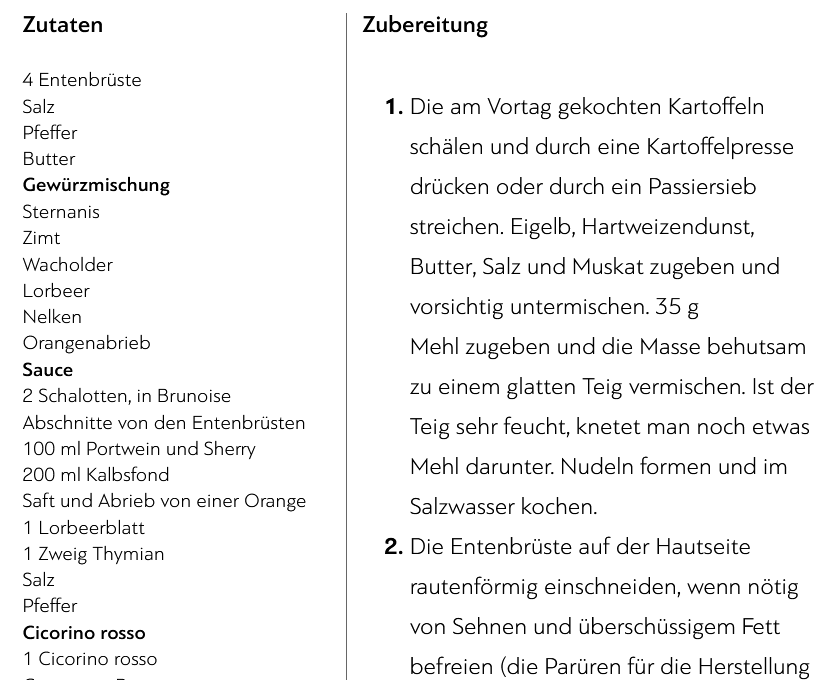 Zutaten
4 Entenbrüste
Salz
Pfeffer
Butter
Gewürzmischung
Sternanis
Zimt
Wacholder
Lorbeer
Nelken
Orangenabrieb
Sauce
2 Schalotten, in Brunoise
Abschnitte von den Entenbrüsten
100 ml Portwein und Sherry
200 ml Kalbsfond
Saft und Abrieb von einer Orange
1 Lorbeerblatt
1 Zweig Thymian
Salz
Pfeffer
Cicorino rosso
1 Cicorino rosso
Zubereitung
1. Die am Vortag gekochten Kartoffeln
schälen und durch eine Kartoffelpresse
drücken oder durch ein Passiersieb
streichen. Eigelb, Hartweizendunst,
Butter, Salz und Muskat zugeben und
vorsichtig untermischen. 35 g
Mehl zugeben und die Masse behutsam
zu einem glatten Teig vermischen. Ist der
Teig sehr feucht, knetet man noch etwas
Mehl darunter. Nudeln formen und im
Salzwasser kochen.
2. Die Entenbrüste auf der Hautseite
rautenförmig einschneiden, wenn nötig
von Sehnen und überschüssigem Fett
befreien (die Parüren für die Herstellung